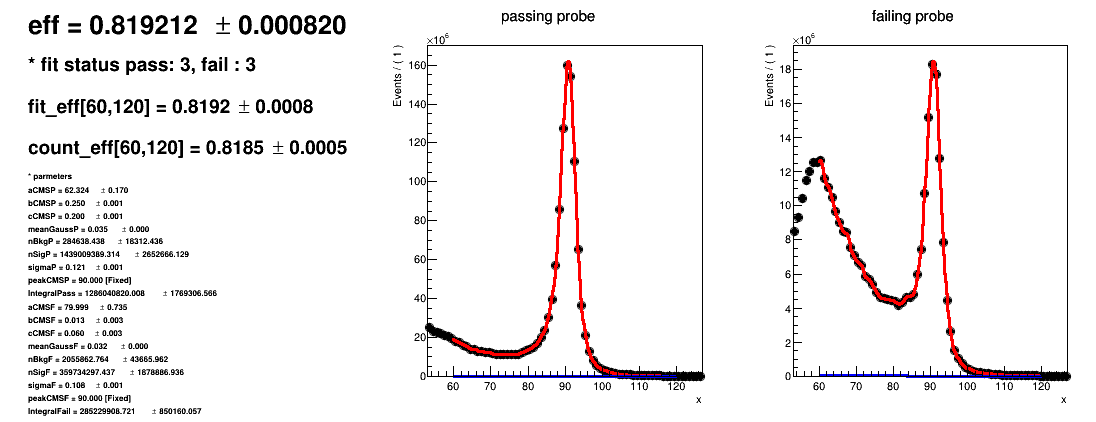 eff = 0.819212 ± 0.000820
* fit status pass: 3, fail : 3
fit_eff[60,120] = 0.8192 ± 0.0008
count_eff[60,120] = 0.8185 ± 0.0005
* parmeters
aCMSP = 62.324 ± 0.170
bCMSP = 0.250 ± 0.001
cCMSP = 0.200 ± 0.001
meanGaussP = 0.035 ± 0.000
nBkgP = 284638.438 ± 18312.436
nSigP = 1439009389.314 ± 2652666.129
sigmaP = 0.121 ± 0.001
peakCMSP = 90.000 [Fixed]
IntegralPass = 1286040820.008 ± 1769306.566
aCMSF = 79.999 ± 0.735
bCMSF = 0.013 ± 0.003
cCMSF = 0.060 ± 0.003
meanGaussF = 0.032 ± 0.000
nBkgF = 2055862.764 ± 43665.962
nSigF = 359734297.437 ± 1878886.936
sigmaF = 0.108 ± 0.001
peakCMSF = 90.000 [Fixed]
IntegralFail = 285229908.721 ± 850160.057
passing probe
×10⁶
Events / ( 1 )
160
140
120
100
80
60
40
20
0
60 70 80 90 100 110 120
x
failing probe
×10⁶
Events / ( 1 )
18
16
14
12
10
8
6
4
2
0
60 70 80 90 100 110 120
x